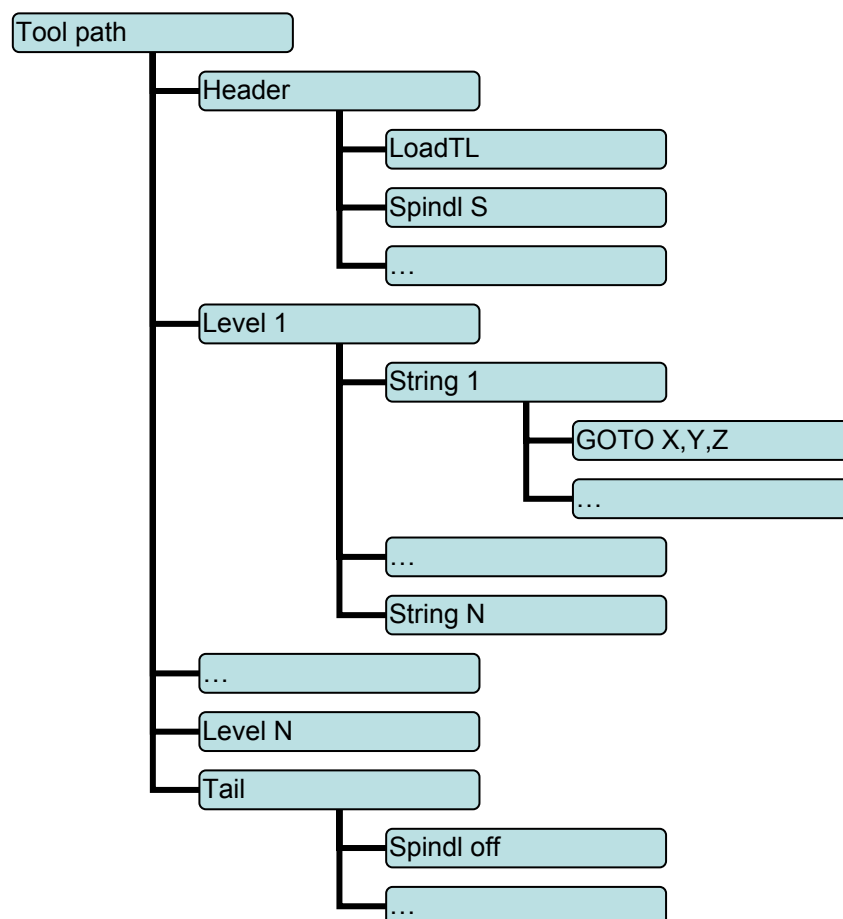 Tool path
Header
LoadTL
Spindl S
…
Level 1
String 1
GOTO X,Y,Z
…
…
String N
…
Level N
Tail
Spindl off
…